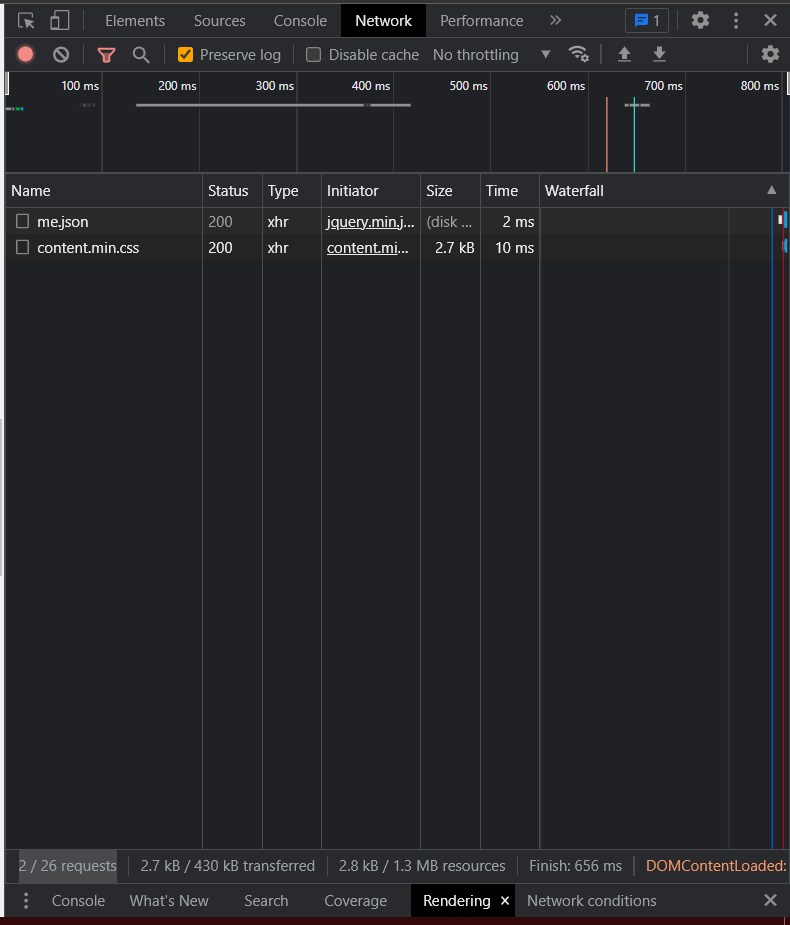 Elements Sources Console Network Performance 1
Preserve log Disable cache No throttling
100 ms 200 ms 300 ms 400 ms 500 ms 600 ms 700 ms 800 ms
Name Status Type Initiator Size Time Waterfall
me.json 200 xhr jquery.min.j... (disk ... 2 ms
content.min.css 200 xhr content.mi... 2.7 kB 10 ms
2 / 26 requests 2.7 kB / 430 kB transferred 2.8 kB / 1.3 MB resources Finish: 656 ms DOMContentLoaded:
Console What's New Search Coverage Rendering Network conditions